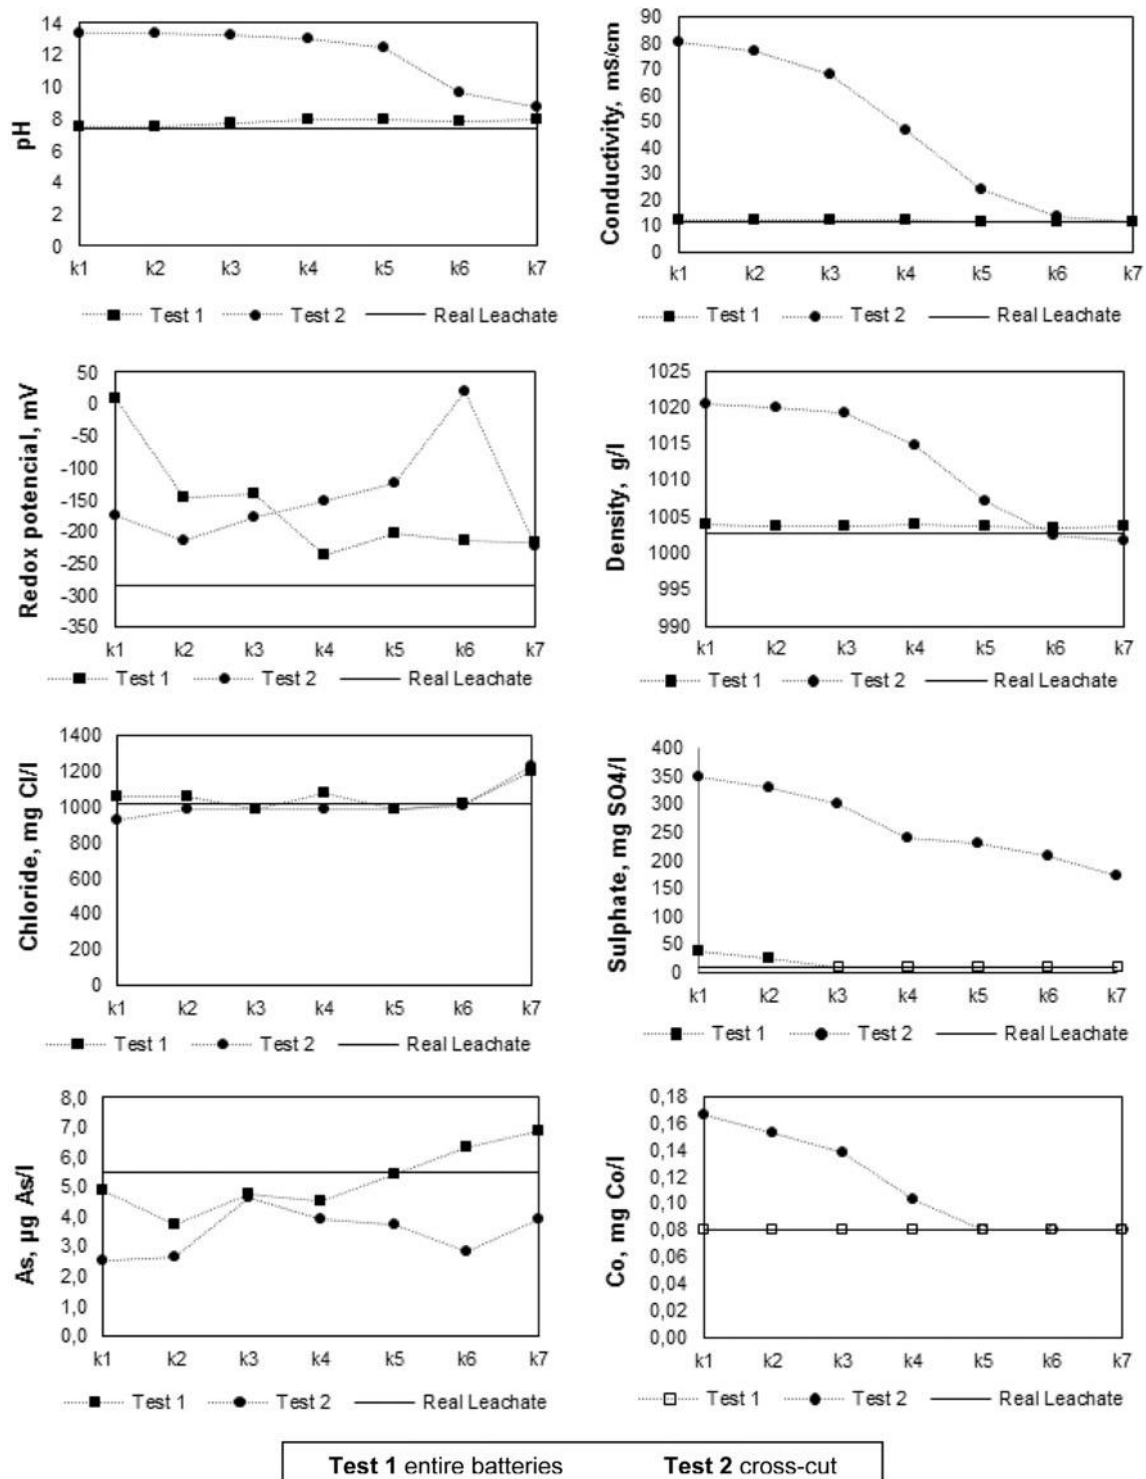 pH
14
12
10
8
6
4
2
0
k1 k2 k3 k4 k5 k6 k7
Test 1 Test 2 Real Leachate
Conductivity, ms/cm
90
80
70
60
50
40
30
20
10
0
k1 k2 k3 k4 k5 k6 k7
Test 1 Test 2 Real Leachate
Redox potencial, mV
50
0
-50
-100
-150
-200
-250
-300
-350
k1 k2 k3 k4 k5 k6 k7
Test 1 Test 2 Real Leachate
Density, g/l
1025
1020
1015
1010
1005
1000
995
990
k1 k2 k3 k4 k5 k6 k7
Test 1 Test 2 Real Leachate
Chloride, mg Cl/l
1400
1200
1000
800
600
400
200
0
k1 k2 k3 k4 k5 k6 k7
Test 1 Test 2 Real Leachate
Sulphate, mg SO4/l
400
350
300
250
200
150
100
50
0
k1 k2 k3 k4 k5 k6 k7
Test 1 Test 2 Real Leachate
As, µg As/l
8,0
7,0
6,0
5,0
4,0
3,0
2,0
1,0
0,0
k1 k2 k3 k4 k5 k6 k7
Test 1 Test 2 Real Leachate
Co, mg Co/l
0,18
0,16
0,14
0,12
0,10
0,08
0,06
0,04
0,02
0,00
k1 k2 k3 k4 k5 k6 k7
Test 1 Test 2 Real Leachate
Test 1 entire batteries Test 2 cross-cut